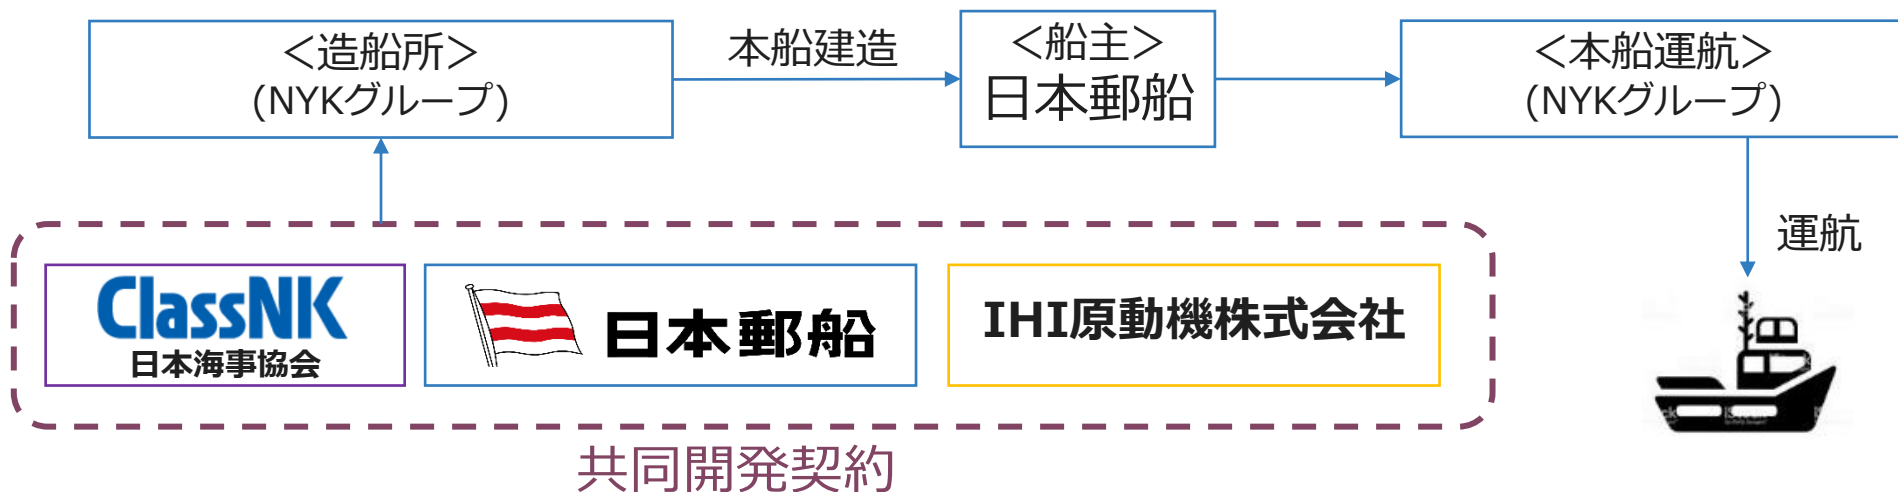 ＜造船所＞
(NYKグループ)
本船建造
＜船主＞
日本郵船
＜本船運航＞
(NYKグループ)
運航
ClassNK
日本海事協会
日本郵船
IHI原動機株式会社
共同開発契約